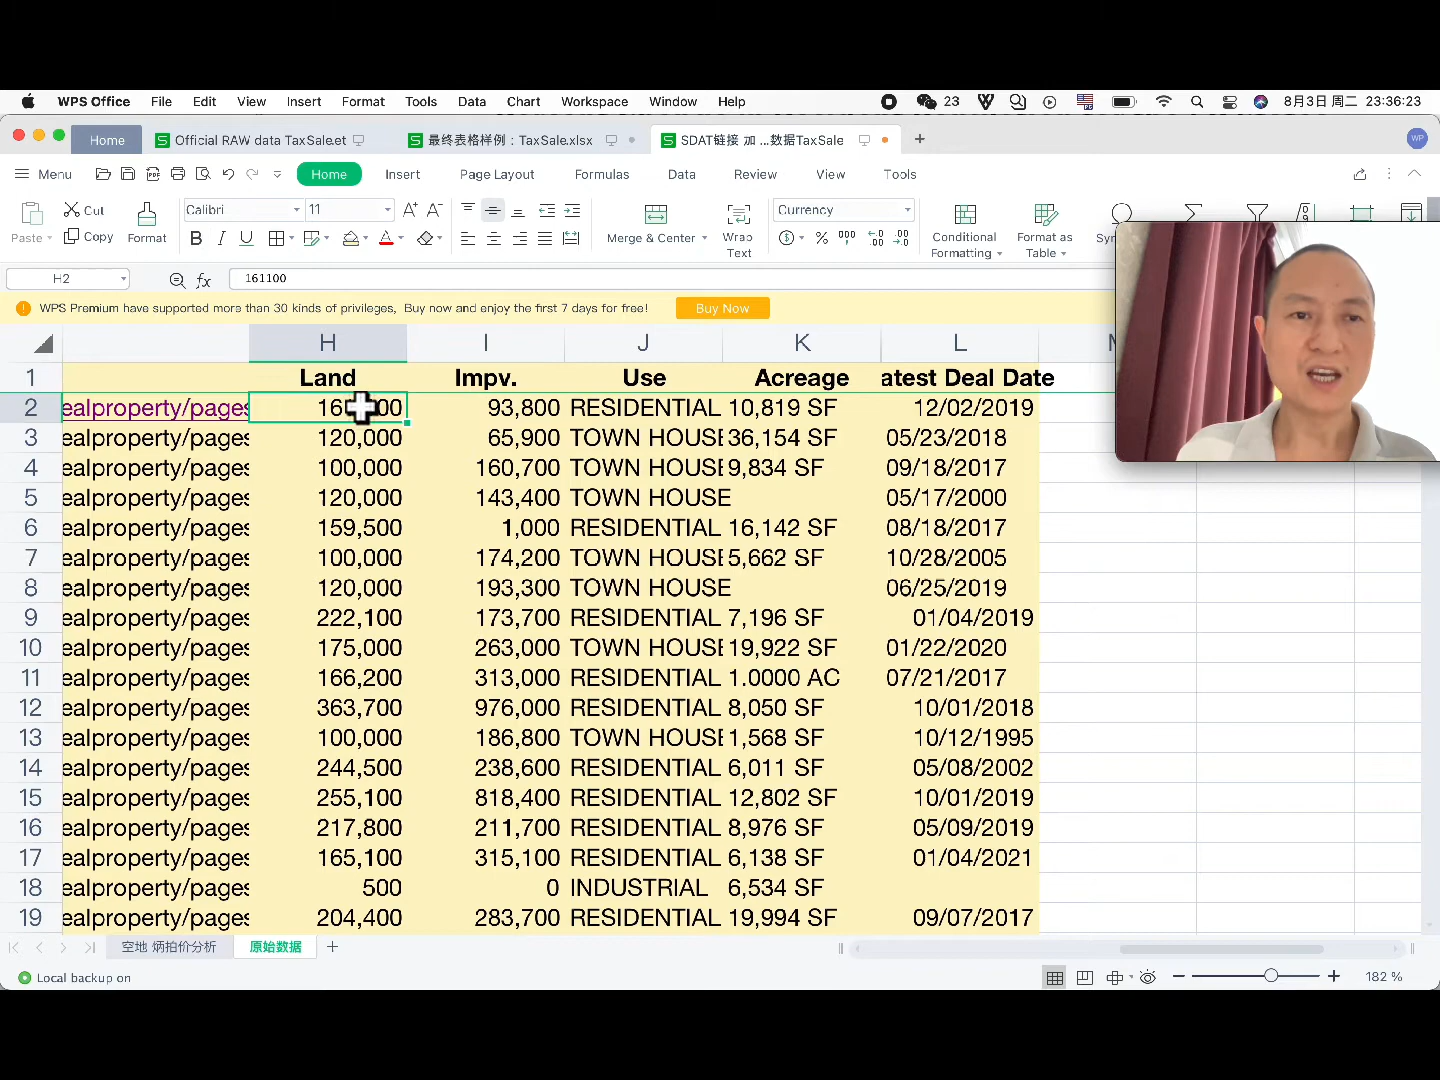 WPS Office File Edit View Insert Format Tools Data Chart Workspace Window Help 23 8月3日 周二 23:36:23
Home Official RAW data TaxSale.et 最终表格样例：TaxSale.xlsx SDAT链接 加 ...数据TaxSale WP
Menu Home Insert Page Layout Formulas Data Review View Tools
Cut Calibri 11 Currency
Paste Copy Format Merge & Center Wrap Text Conditional Formatting Format as Table
H2 fx 161100
WPS Premium have supported more than 30 kinds of privileges, Buy now and enjoy the first 7 days for free! Buy Now
H I J K L
1 Land Impv. Use Acreage atest Deal Date
2 ealproperty/pages 93,800 RESIDENTIAL 10,819 SF 12/02/2019
3 ealproperty/pages 120,000 65,900 TOWN HOUSE 36,154 SF 05/23/2018
4 ealproperty/pages 100,000 160,700 TOWN HOUSE 9,834 SF 09/18/2017
5 ealproperty/pages 120,000 143,400 TOWN HOUSE 05/17/2000
6 ealproperty/pages 159,500 1,000 RESIDENTIAL 16,142 SF 08/18/2017
7 ealproperty/pages 100,000 174,200 TOWN HOUSE 5,662 SF 10/28/2005
8 ealproperty/pages 120,000 193,300 TOWN HOUSE 06/25/2019
9 ealproperty/pages 222,100 173,700 RESIDENTIAL 7,196 SF 01/04/2019
10 ealproperty/pages 175,000 263,000 TOWN HOUSE 19,922 SF 01/22/2020
11 ealproperty/pages 166,200 313,000 RESIDENTIAL 1.0000 AC 07/21/2017
12 ealproperty/pages 363,700 976,000 RESIDENTIAL 8,050 SF 10/01/2018
13 ealproperty/pages 100,000 186,800 TOWN HOUSE 1,568 SF 10/12/1995
14 ealproperty/pages 244,500 238,600 RESIDENTIAL 6,011 SF 05/08/2002
15 ealproperty/pages 255,100 818,400 RESIDENTIAL 12,802 SF 10/01/2019
16 ealproperty/pages 217,800 211,700 RESIDENTIAL 8,976 SF 05/09/2019
17 ealproperty/pages 165,100 315,100 RESIDENTIAL 6,138 SF 01/04/2021
18 ealproperty/pages 500 0 INDUSTRIAL 6,534 SF
19 ealproperty/pages 204,400 283,700 RESIDENTIAL 19,994 SF 09/07/2017
空地 炳拍价分析 原始数据
Local backup on 182 %